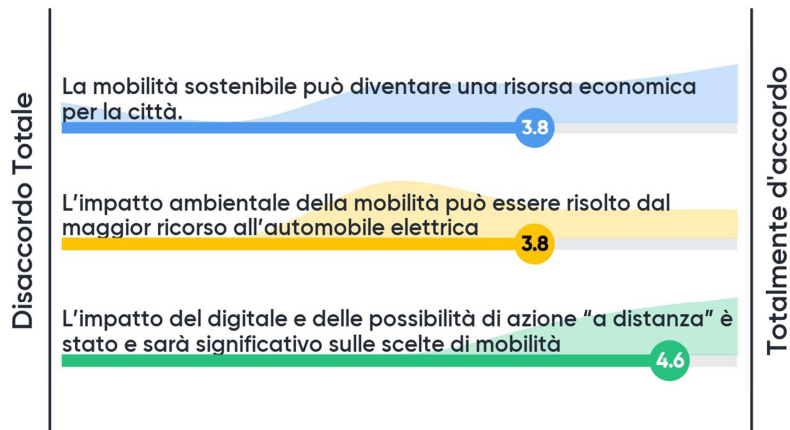 Disaccordo Totale
La mobilità sostenibile può diventare una risorsa economica
per la città.
3.8
L’impatto ambientale della mobilità può essere risolto dal
maggior ricorso all’automobile elettrica
3.8
L’impatto del digitale e delle possibilità di azione “a distanza” è
stato e sarà significativo sulle scelte di mobilità
4.6
Totalmente d'accordo